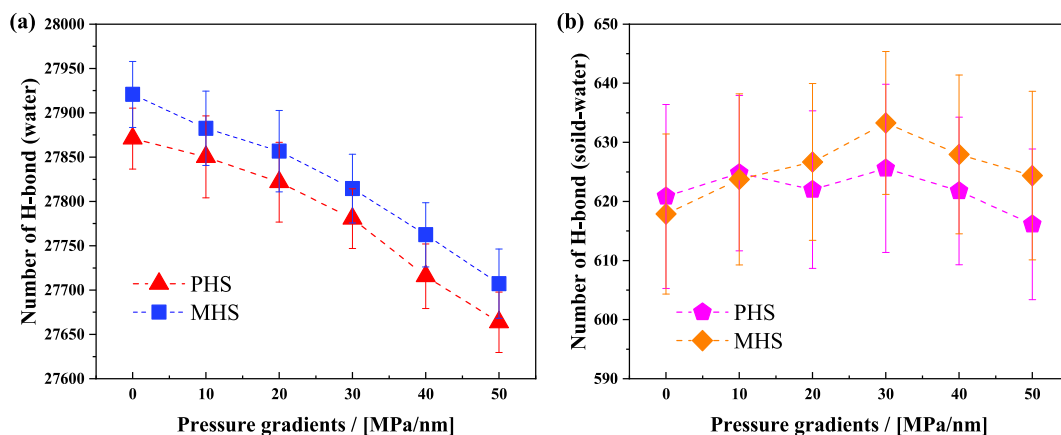 (a)
28000
27950
27900
27850
27800
27750
27700
27650
27600
Number of H-bond (water)
PHS
MHS
0 10 20 30 40 50
Pressure gradients / [MPa/nm]
(b)
650
640
630
620
610
600
590
Number of H-bond (soild-water)
PHS
MHS
0 10 20 30 40 50
Pressure gradients / [MPa/nm]